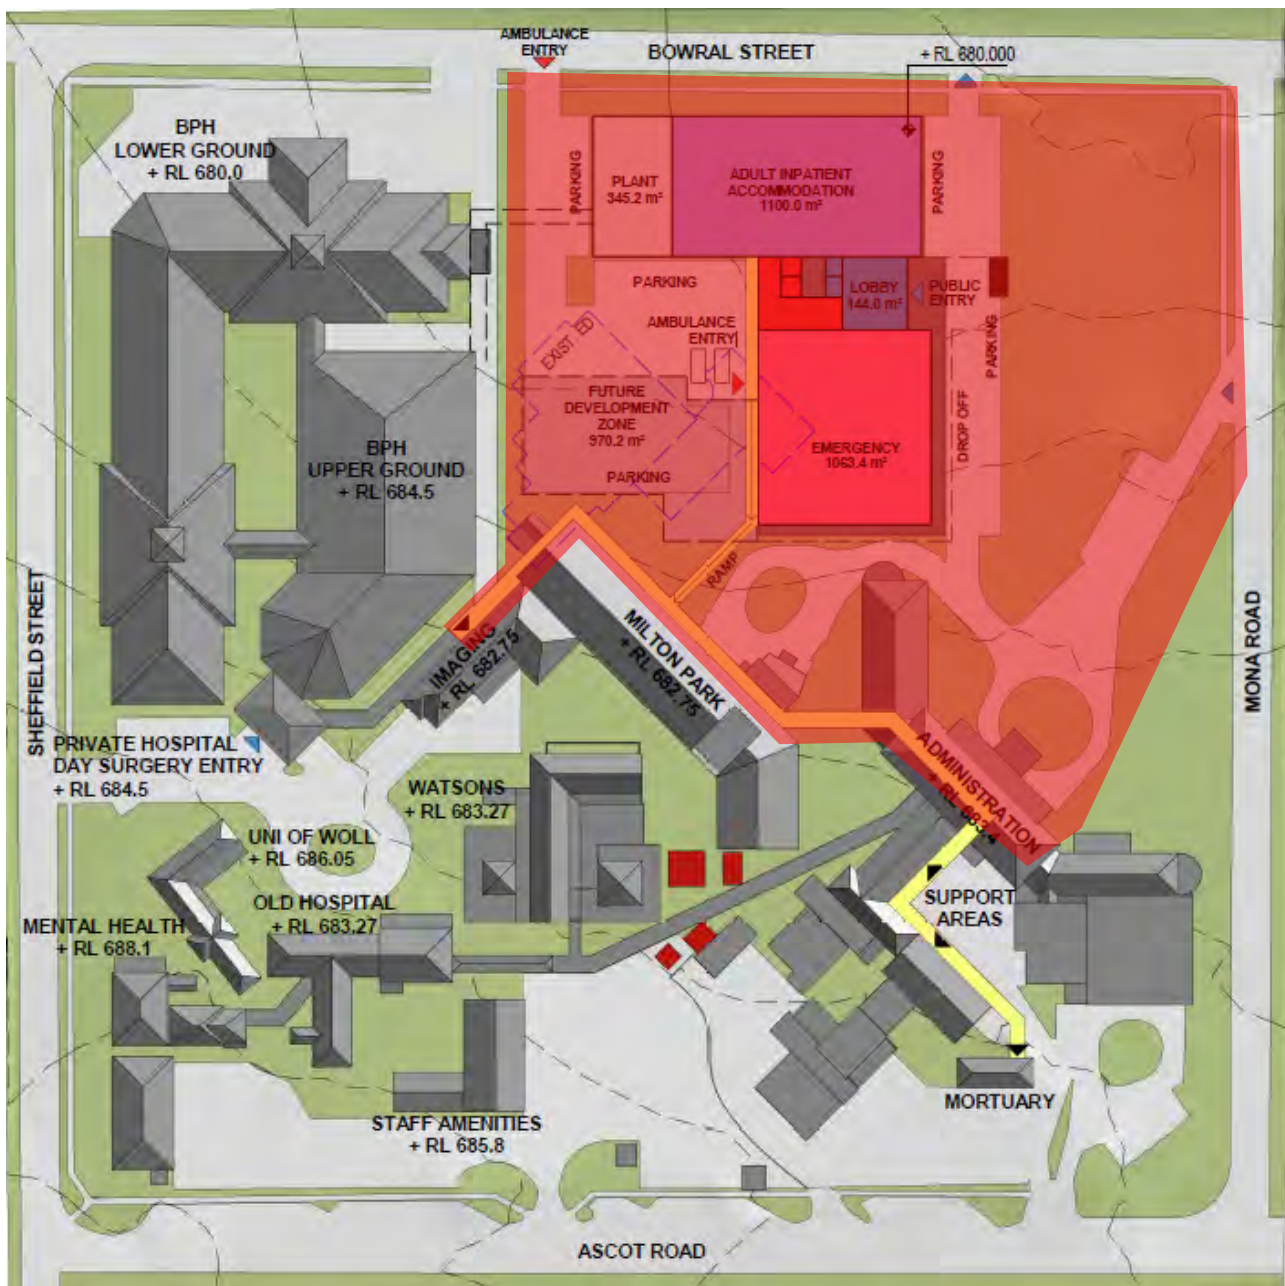 AMBULANCE
ENTRY
BOWRAL STREET
+ RL 680.000
BPH
LOWER GROUND
+ RL 680.0
PARKING
PLANT
345.2 m²
ADULT INPATIENT
ACCOMMODATION
1100.0 m²
PARKING
PARKING
LOBBY
144.0 m²
PUBLIC
ENTRY
AMBULANCE
ENTRY
EXIST ED
PARKING
FUTURE
DEVELOPMENT
ZONE
970.2 m²
PARKING
DROP OFF
EMERGENCY
1063.4 m²
BPH
UPPER GROUND
+ RL 684.5
RAMP
SHEFFIELD STREET
MONA ROAD
IMAGING
+ RL 682.75
MILTON PARK
+ RL 682.75
PRIVATE HOSPITAL
DAY SURGERY ENTRY
+ RL 684.5
ADMINISTRATION
+ RL 683.4
WATSONS
+ RL 683.27
UNI OF WOLL
+ RL 686.05
OLD HOSPITAL
+ RL 683.27
MENTAL HEALTH
+ RL 688.1
SUPPORT
AREAS
MORTUARY
STAFF AMENITIES
+ RL 685.8
ASCOT ROAD